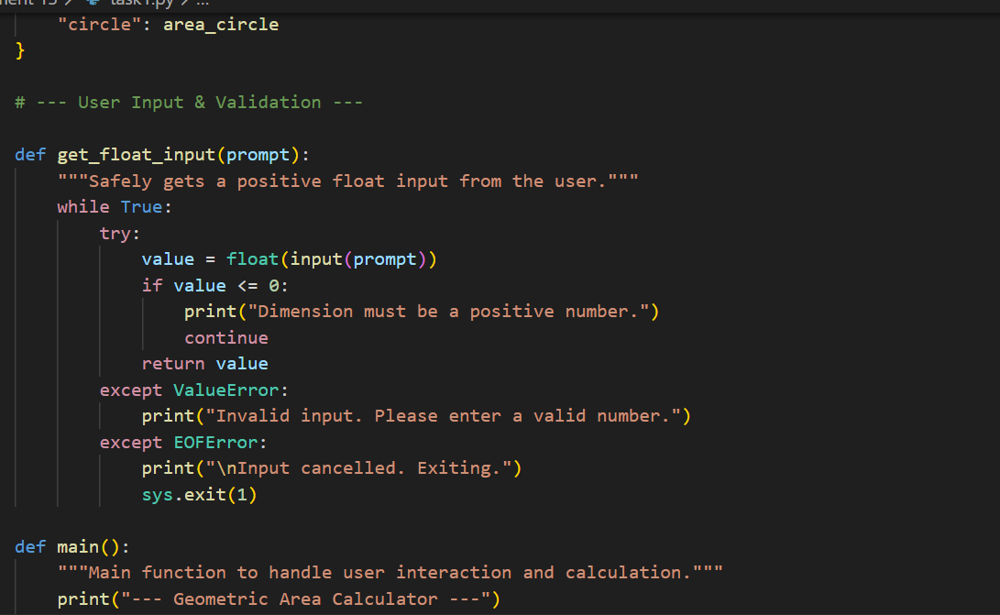 task1.py > ...
    "circle": area_circle
}
# --- User Input & Validation ---
def get_float_input(prompt):
    """Safely gets a positive float input from the user."""
    while True:
        try:
            value = float(input(prompt))
            if value <= 0:
                print("Dimension must be a positive number.")
                continue
            return value
        except ValueError:
            print("Invalid input. Please enter a valid number.")
        except EOFError:
            print("\nInput cancelled. Exiting.")
            sys.exit(1)
def main():
    """Main function to handle user interaction and calculation."""
    print("--- Geometric Area Calculator ---")